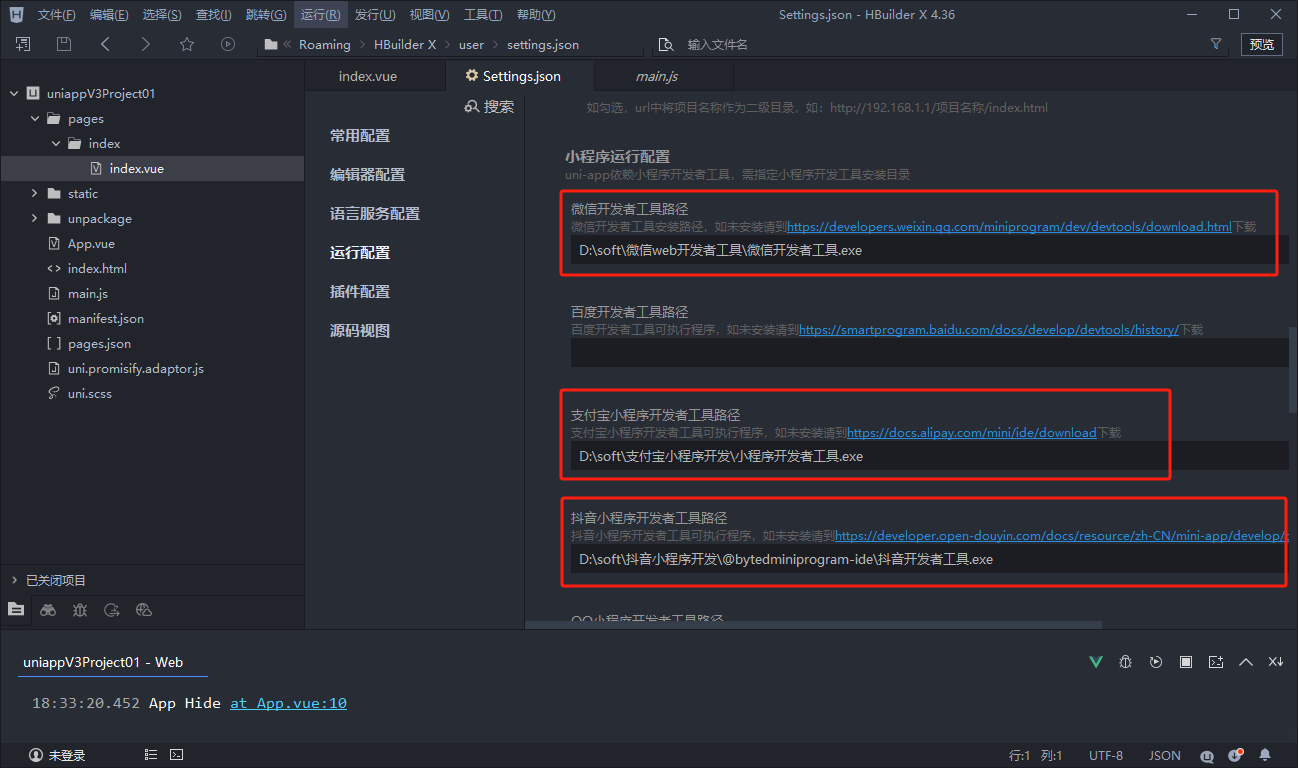 文件(F) 编辑(E) 选择(S) 查找(I) 跳转(G) 运行(R) 发行(U) 视图(V) 工具(T) 帮助(Y) Settings.json - HBuilder X 4.36
Roaming HBuilder X user settings.json 输入文件名 预览
uniappV3Project01
pages
index
index.vue
static
unpackage
App.vue
index.html
main.js
manifest.json
pages.json
uni.promisify.adaptor.js
uni.scss
已关闭项目
index.vue Settings.json main.js
搜索
常用配置
编辑器配置
语言服务配置
运行配置
插件配置
源码视图
如勾选，url中将项目名称作为二级目录，如：http://192.168.1.1/项目名称/index.html
小程序运行配置
uni-app依赖小程序开发者工具，需指定小程序开发工具安装目录
微信开发者工具路径
微信开发者工具安装路径，如未安装请到https://developers.weixin.qq.com/miniprogram/dev/devtools/download.html下载
D:\soft\微信web开发者工具\微信开发者工具.exe
百度开发者工具路径
百度开发者工具可执行程序，如未安装请到https://smartprogram.baidu.com/docs/develop/devtools/history/下载
支付宝小程序开发者工具路径
支付宝小程序开发者工具可执行程序，如未安装请到https://docs.alipay.com/mini/ide/download下载
D:\soft\支付宝小程序开发\小程序开发者工具.exe
抖音小程序开发者工具路径
抖音小程序开发者工具可执行程序，如未安装请到https://developer.open-douyin.com/docs/resource/zh-CN/mini-app/develop/
D:\soft\抖音小程序开发\@bytedminiprogram-ide\抖音开发者工具.exe
QQ小程序开发者工具路径
uniappV3Project01 - Web
18:33:20.452 App Hide at App.vue:10
未登录 行:1 列:1 UTF-8 JSON